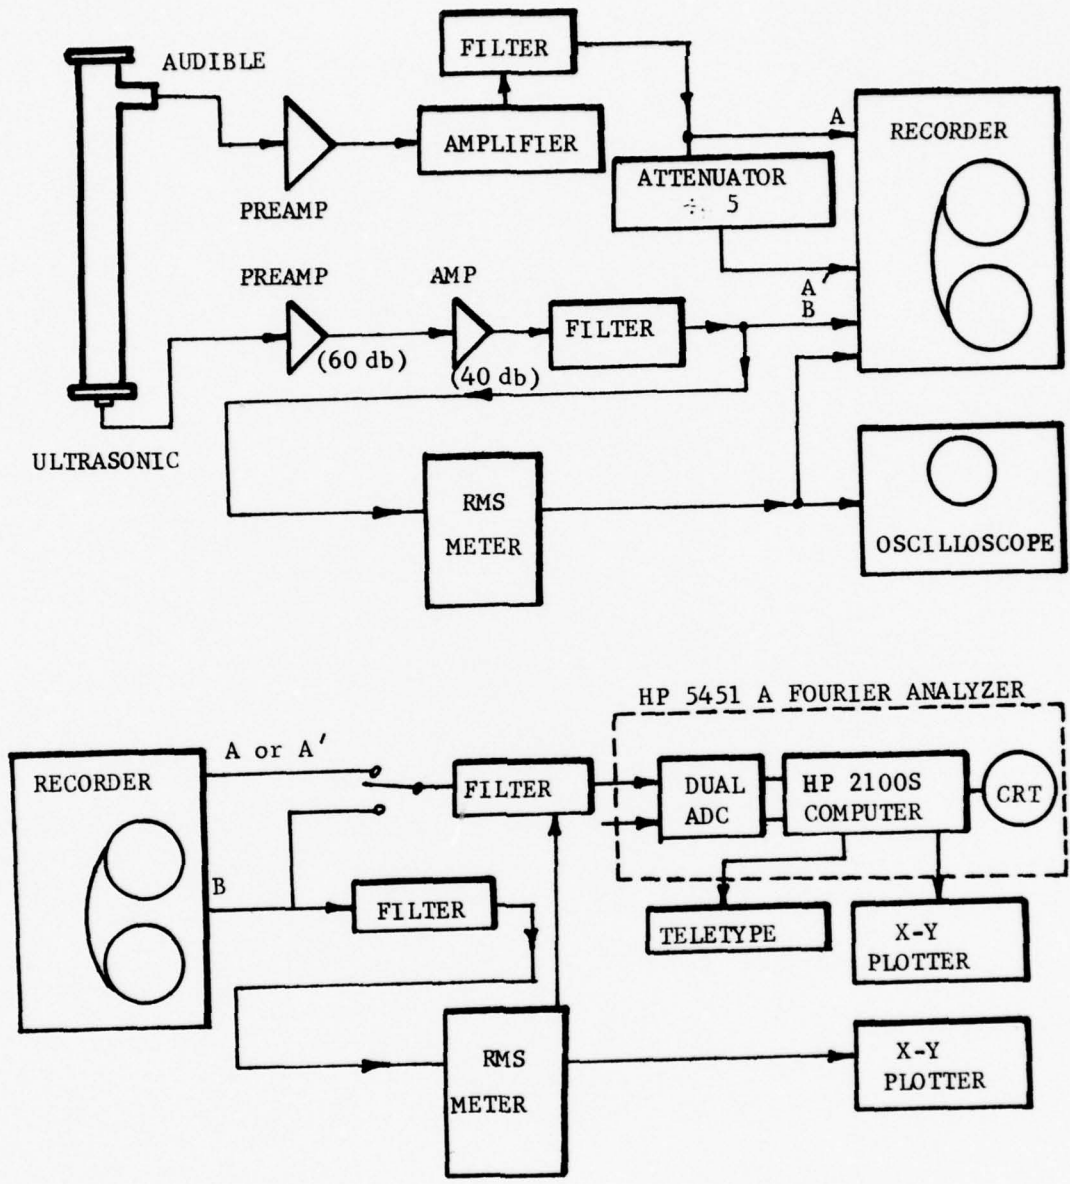 AUDIBLE
FILTER
AMPLIFIER
PREAMP
ATTENUATOR
÷ 5
A
RECORDER
A'
B
PREAMP
(60 db)
AMP
(40 db)
FILTER
ULTRASONIC
RMS
METER
OSCILLOSCOPE
HP 5451 A FOURIER ANALYZER
RECORDER
A or A'
B
FILTER
DUAL
ADC
HP 2100S
COMPUTER
CRT
FILTER
TELETYPE
X-Y
PLOTTER
RMS
METER
X-Y
PLOTTER